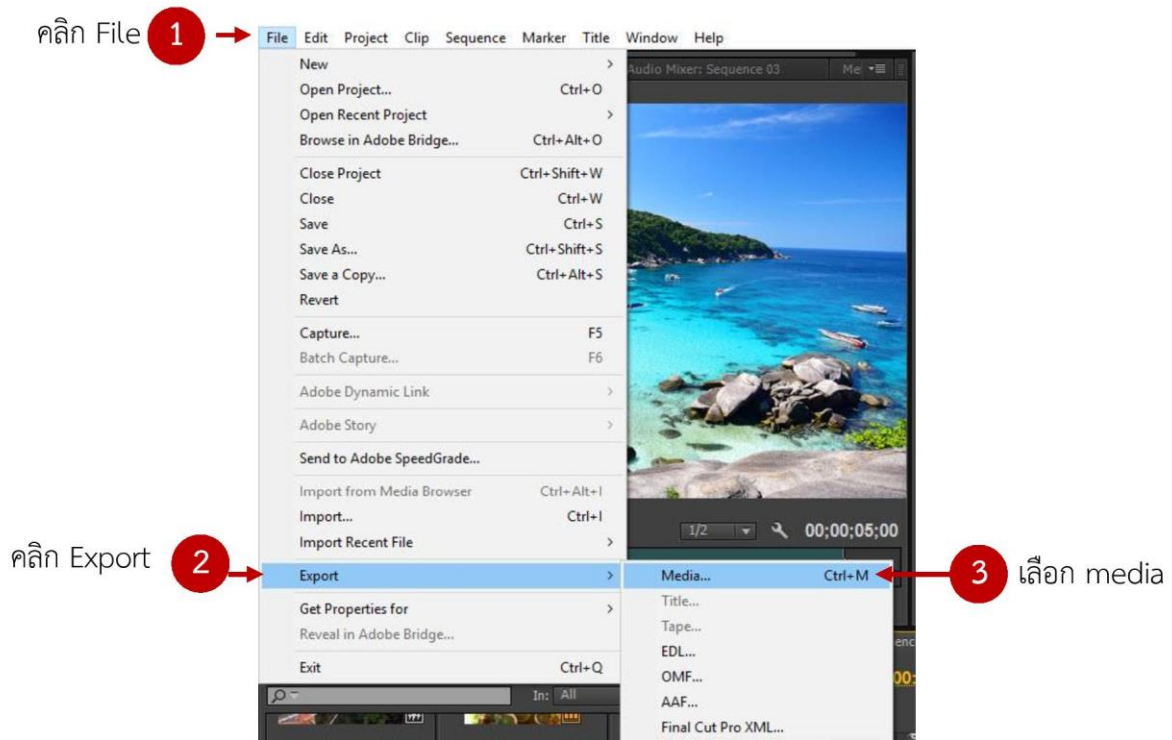 คลิก File 1
File Edit Project Clip Sequence Marker Title Window Help
New >
Audio Mixer: Sequence 03
Open Project... Ctrl+O
Open Recent Project >
Browse in Adobe Bridge... Ctrl+Alt+O
Close Project Ctrl+Shift+W
Close Ctrl+W
Save Ctrl+S
Save As... Ctrl+Shift+S
Save a Copy... Ctrl+Alt+S
Revert
Capture... F5
Batch Capture... F6
Adobe Dynamic Link >
Adobe Story >
Send to Adobe SpeedGrade...
Import from Media Browser Ctrl+Alt+I
Import... Ctrl+I
1/2 00;00;05;00
Import Recent File >
คลิก Export 2
Export >
Media... Ctrl+M
3 เลือก media
Get Properties for >
Title...
Reveal in Adobe Bridge...
Tape...
EDL...
Exit Ctrl+Q
OMF...
In: All
AAF...
Final Cut Pro XML...